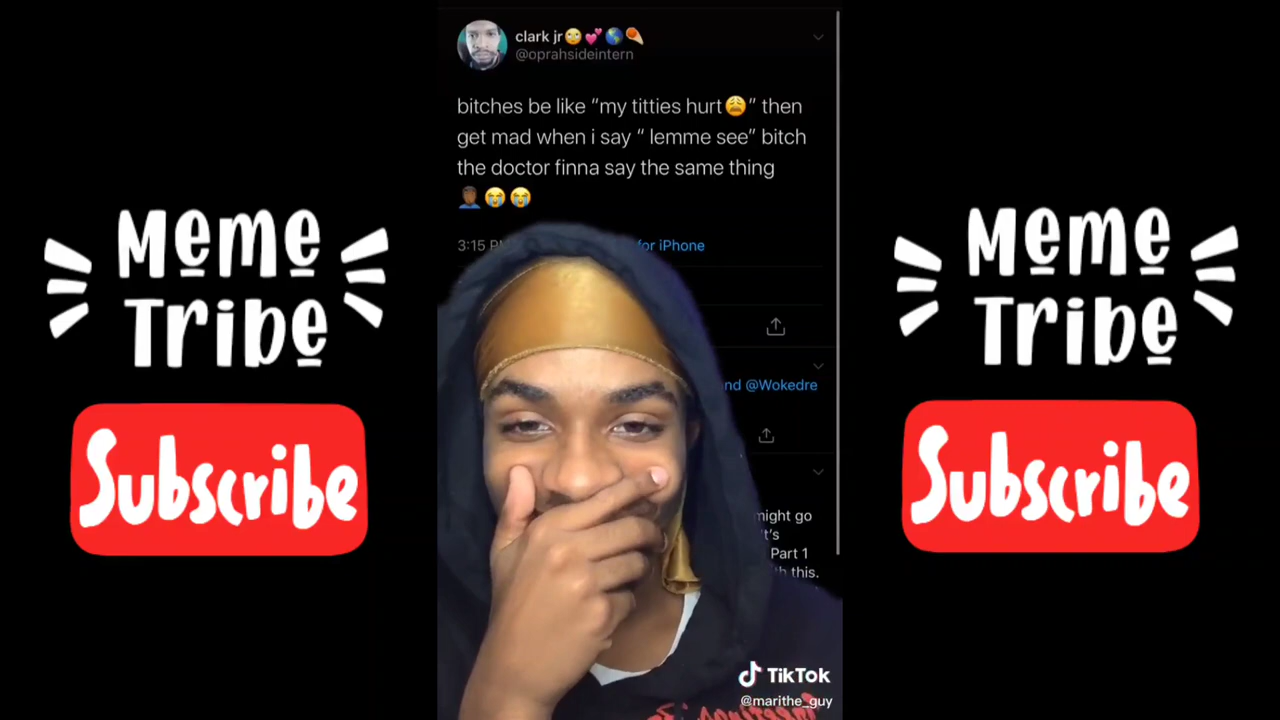 clark jr🙄💕🌎🏀
@oprahsideintern
bitches be like “my titties hurt😩” then
get mad when i say “ lemme see” bitch
the doctor finna say the same thing
🤦🏾‍♂️😭😭
3:15 for iPhone
@Wokedre
might go
Part 1
this.
Meme
Tribe
Subscribe
Meme
Tribe
Subscribe
TikTok
@marithe_guy